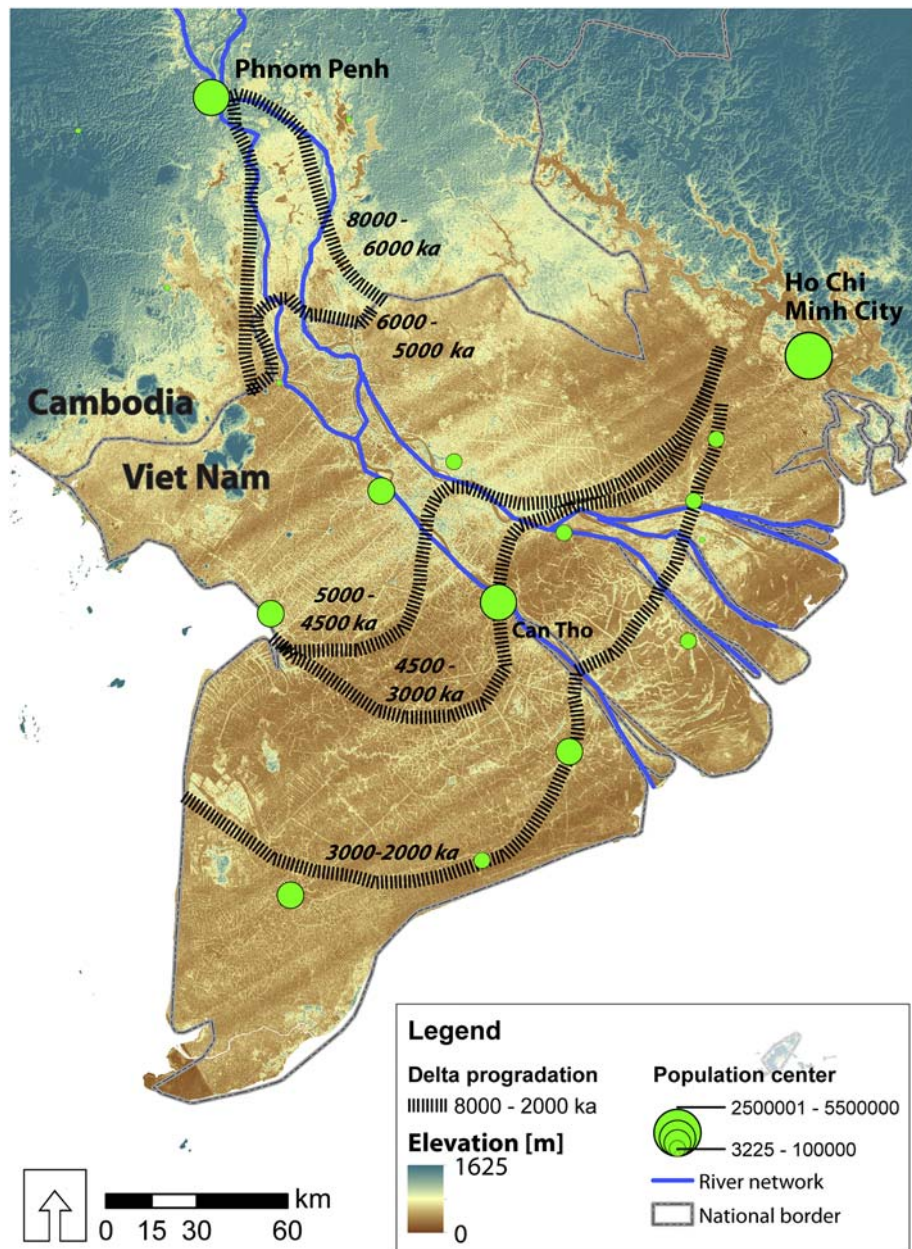 Phnom Penh
8000 -
6000 ka
Ho Chi
Minh City
6000 -
5000 ka
Cambodia
Viet Nam
5000 -
4500 ka
Can Tho
4500 -
3000 ka
3000-2000 ka
Legend
Delta progradation
8000 - 2000 ka
Elevation [m]
1625
0
Population center
2500001 - 5500000
3225 - 100000
River network
National border
km
0 15 30 60